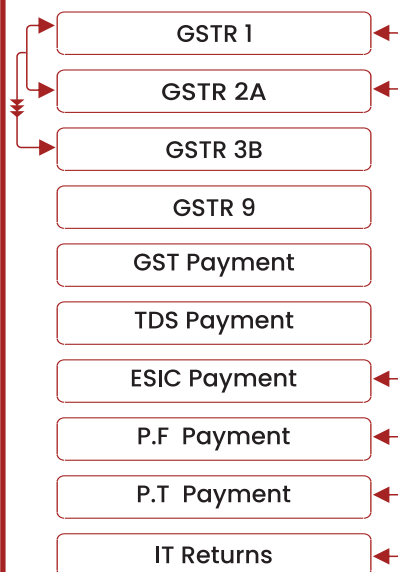 GSTR 1
GSTR 2A
GSTR 3B
GSTR 9
GST Payment
TDS Payment
ESIC Payment
P.F Payment
P.T Payment
IT Returns